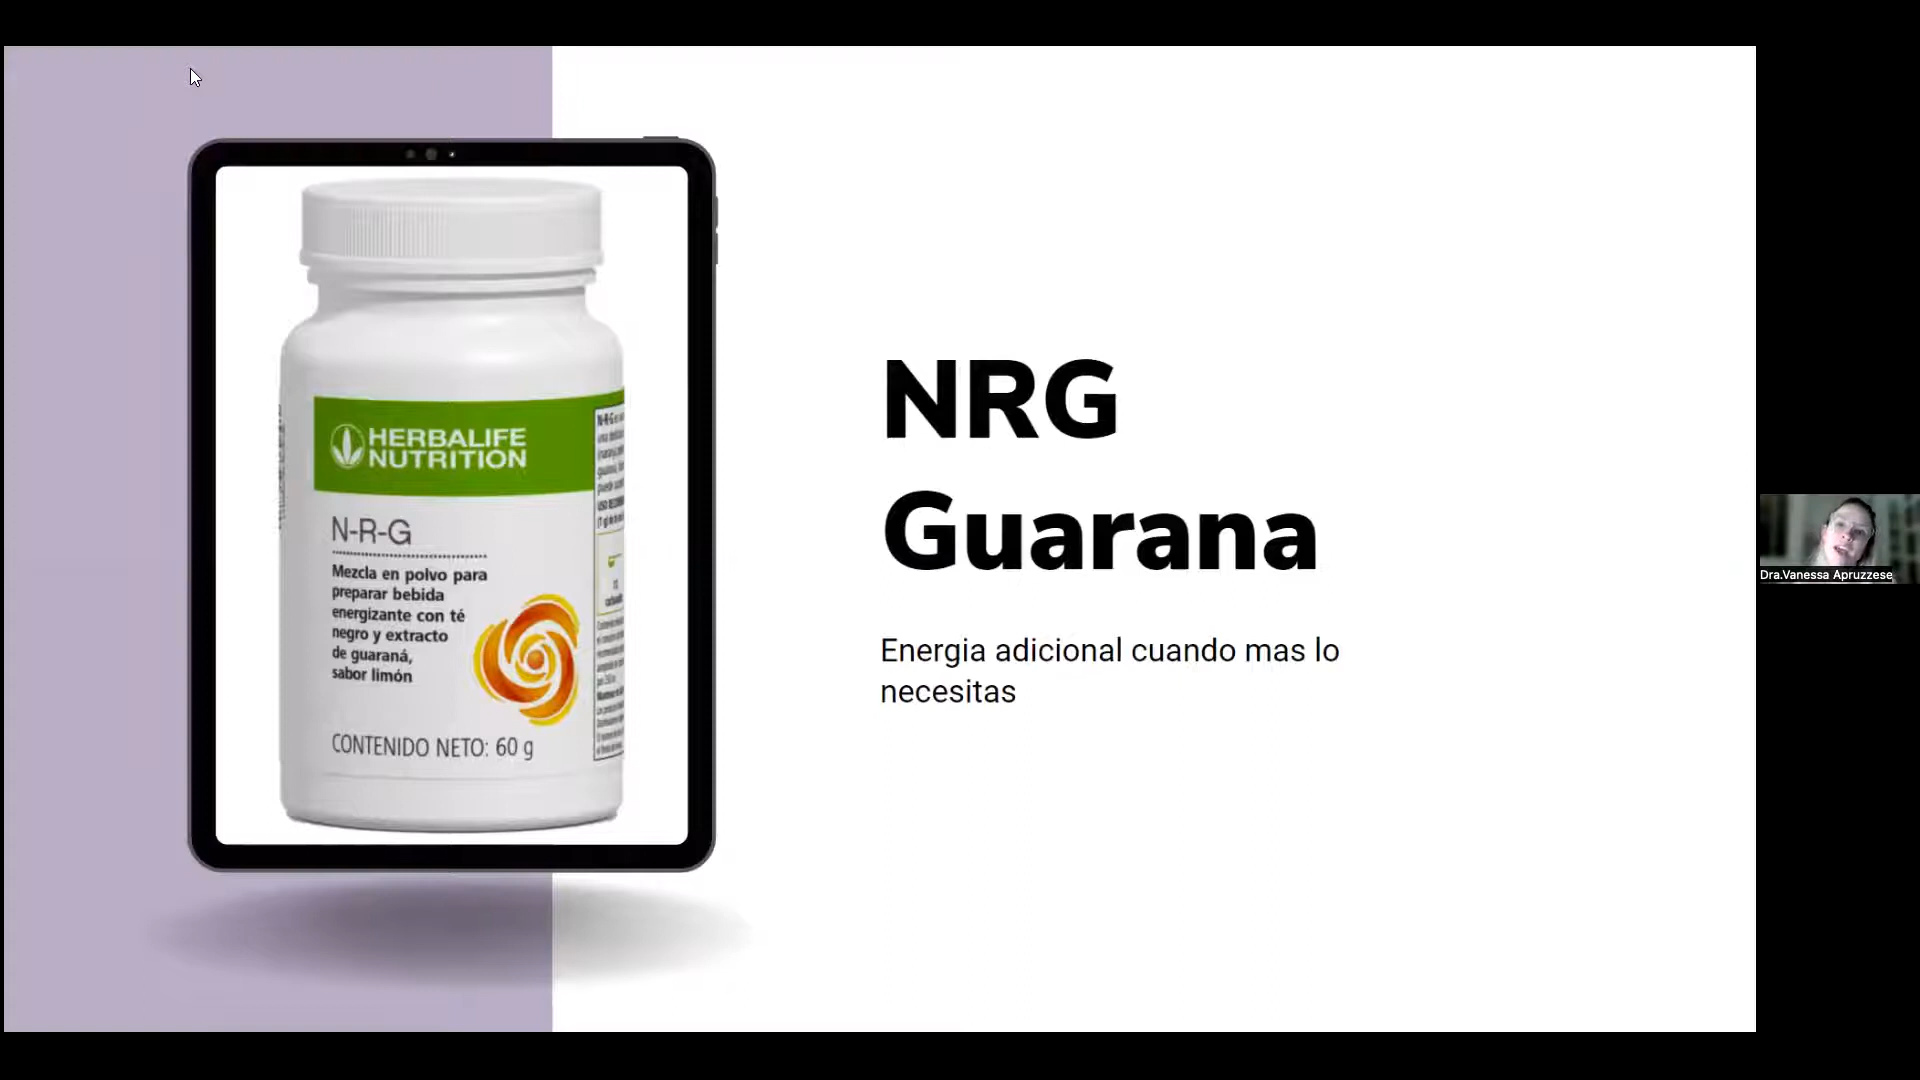 HERBALIFE
NUTRITION
N-R-G
Mezcla en polvo para
preparar bebida
energizante con té
negro y extracto
de guaraná,
sabor limón
CONTENIDO NETO: 60 g
NRG
Guarana
Energia adicional cuando mas lo
necesitas
Dra.Vanessa Apruzzese